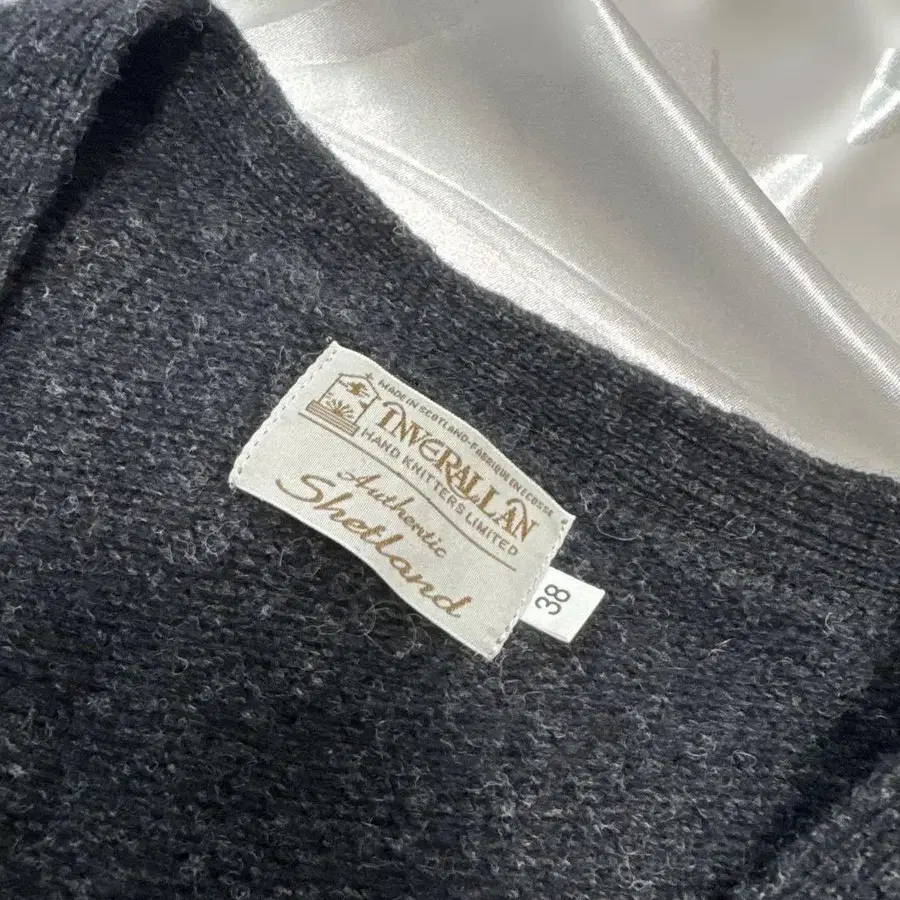 MADE IN SCOTLAND-FABRIQUE EN ECOSSE
INVERALLAN
HAND KNITTERS LIMITED
Authentic
Shetland
38